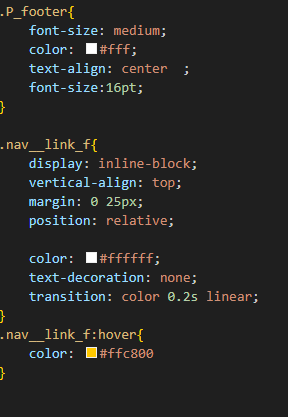 .P_footer{
font-size: medium;
color: #fff;
text-align: center  ;
font-size:16pt;
}
.nav__link_f{
display: inline-block;
vertical-align: top;
margin: 0 25px;
position: relative;
color: #ffffff;
text-decoration: none;
transition: color 0.2s linear;
}
.nav__link_f:hover{
color: #ffc800
}